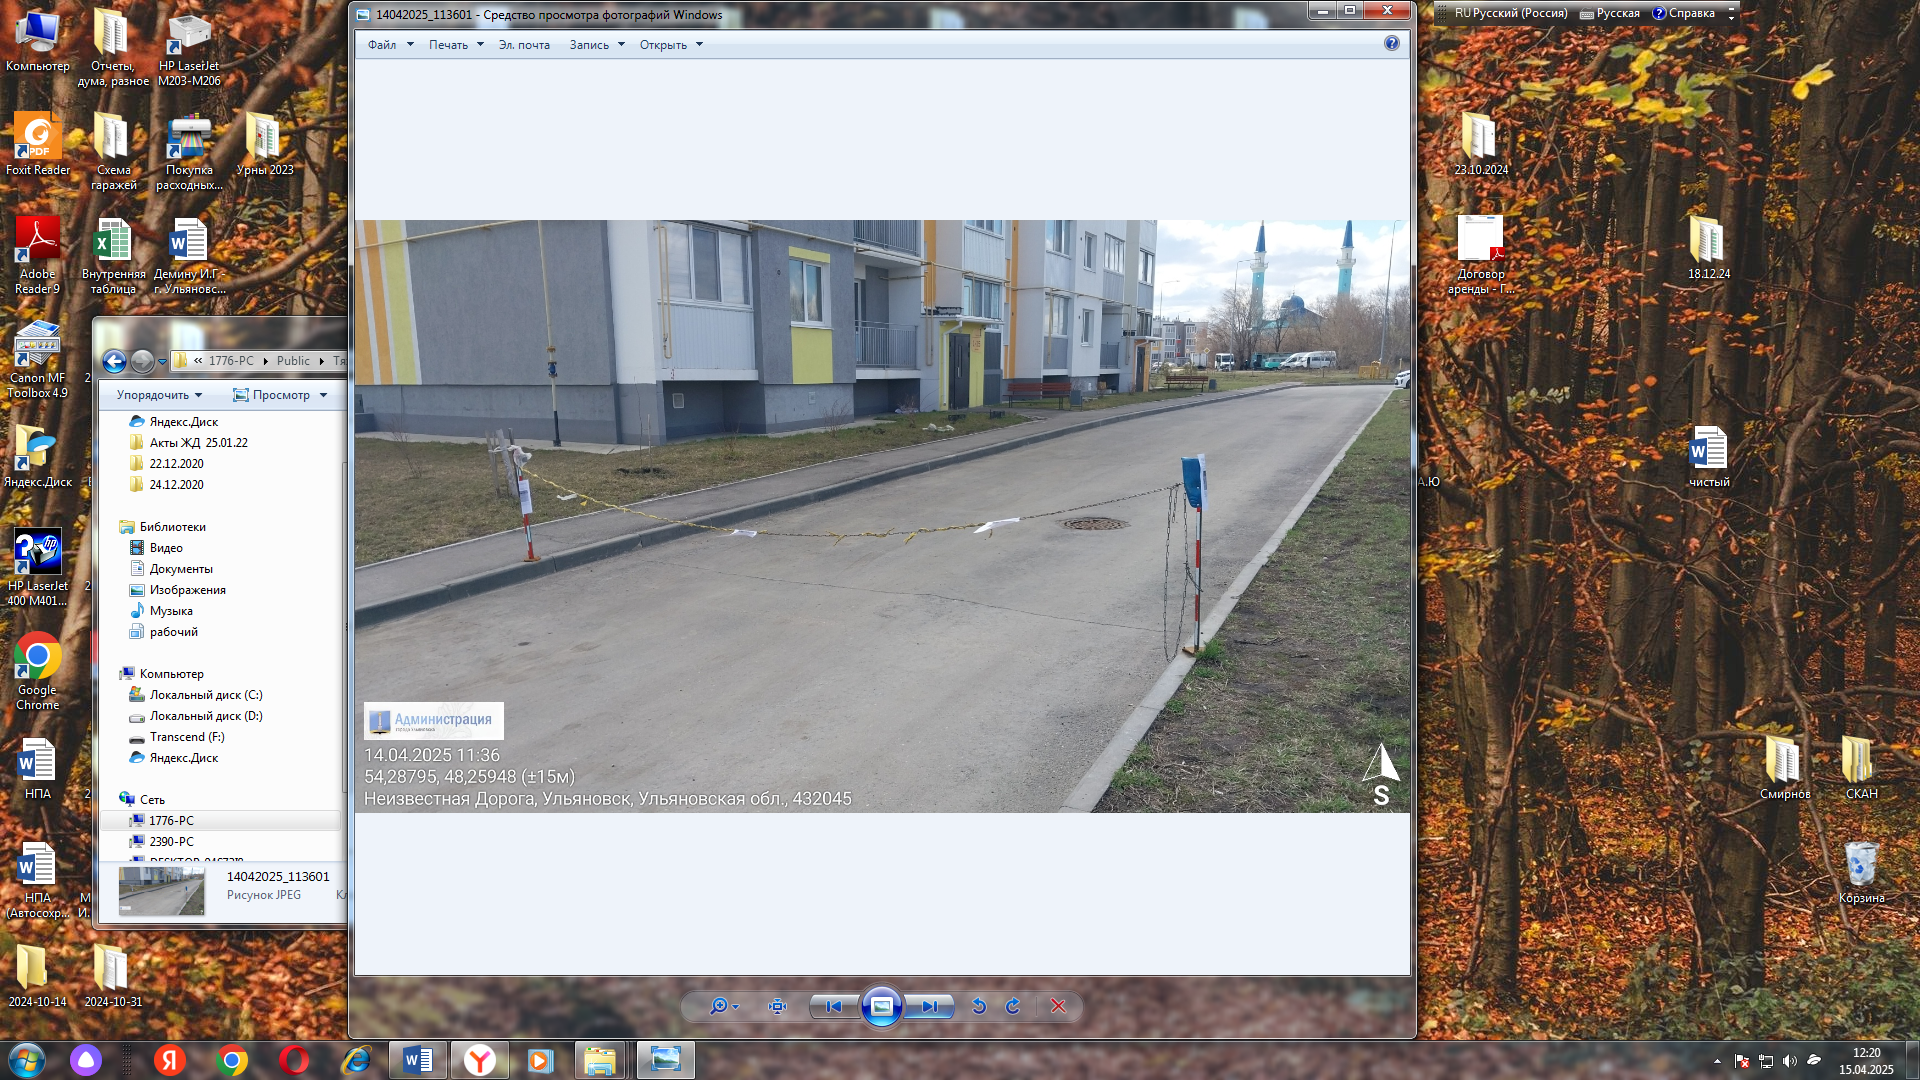 14042025_113601 - Средство просмотра фотографий Windows
Файл
Печать
Эл. почта
Запись
Открыть
RU Русский (Россия)
Русская
Справка
Компьютер
Отчеты,
дума, разное
HP LaserJet
M203-M206
Foxit Reader
Схема
гаражей
Покупка
расходных...
Урны 2023
Adobe
Reader 9
Внутренняя
таблица
Демину И.Г. -
г. Ульяновс...
Canon MF
Toolbox 4.9
Яндекс.Диск
HP LaserJet
400 M401...
Google
Chrome
НПА
НПА
(Автосохр...
2024-10-14
2024-10-31
« 1776-PC
Public
Упорядочить
Просмотр
Яндекс.Диск
Акты ЖД 25.01.22
22.12.2020
24.12.2020
Библиотеки
Видео
Документы
Изображения
Музыка
рабочий
Компьютер
Локальный диск (C:)
Локальный диск (D:)
Transcend (F:)
Яндекс.Диск
Сеть
1776-PC
2390-PC
14042025_113601
Рисунок JPEG
Администрация
14.04.2025 11:36
54,28795, 48,25948 (±15м)
Неизвестная Дорога, Ульяновск, Ульяновская обл., 432045
S
23.10.2024
Договор
аренды - Г...
18.12.24
чистый
А.Ю
Смирнов
СКАН
Корзина
12:20
15.04.2025